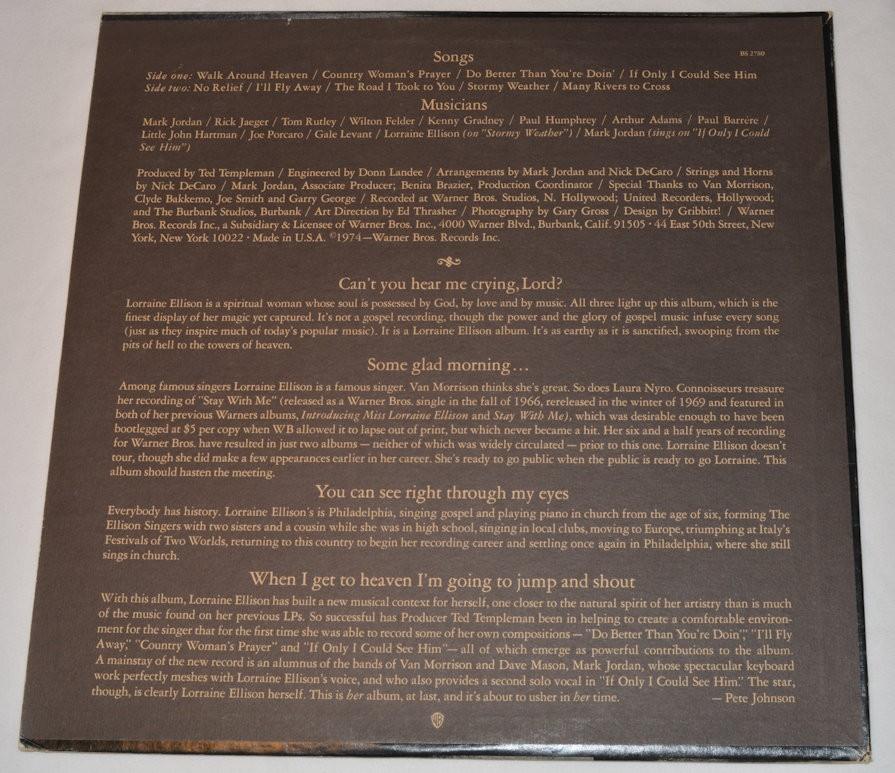 Songs
BS 2780
Side one: Walk Around Heaven / Country Woman's Prayer / Do Better Than You're Doin' / If Only I Could See Him
Side two: No Relief / I'll Fly Away / The Road I Took to You / Stormy Weather / Many Rivers to Cross
Musicians
Mark Jordan / Rick Jaeger / Tom Rutley / Wilton Felder / Kenny Gradney / Paul Humphrey / Arthur Adams / Paul Barrère /
Little John Hartman / Joe Porcaro / Gale Levant / Lorraine Ellison (on "Stormy Weather") / Mark Jordan (sings on "If Only I Could
See Him")
Produced by Ted Templeman / Engineered by Donn Landee / Arrangements by Mark Jordan and Nick DeCaro / Strings and Horns
by Nick DeCaro / Mark Jordan, Associate Producer; Benita Brazier, Production Coordinator / Special Thanks to Van Morrison,
Clyde Bakkemo, Joe Smith and Garry George / Recorded at Warner Bros. Studios, N. Hollywood; United Recorders, Hollywood;
and The Burbank Studios, Burbank / Art Direction by Ed Thrasher / Photography by Gary Gross / Design by Gribbitt! / Warner
Bros. Records Inc., a Subsidiary & Licensee of Warner Bros. Inc., 4000 Warner Blvd., Burbank, Calif. 91505 · 44 East 50th Street, New
York, New York 10022 · Made in U.S.A. ©1974—Warner Bros. Records Inc.
Can't you hear me crying, Lord?
Lorraine Ellison is a spiritual woman whose soul is possessed by God, by love and by music. All three light up this album, which is the
finest display of her magic yet captured. It's not a gospel recording, though the power and the glory of gospel music infuse every song
(just as they inspire much of today's popular music). It is a Lorraine Ellison album. It's as earthy as it is sanctified, swooping from the
pits of hell to the towers of heaven.
Some glad morning...
Among famous singers Lorraine Ellison is a famous singer. Van Morrison thinks she's great. So does Laura Nyro. Connoisseurs treasure
her recording of "Stay With Me" (released as a Warner Bros. single in the fall of 1966, rereleased in the winter of 1969 and featured in
both of her previous Warners albums, Introducing Miss Lorraine Ellison and Stay With Me), which was desirable enough to have been
bootlegged at $5 per copy when WB allowed it to lapse out of print, but which never became a hit. Her six and a half years of recording
for Warner Bros. have resulted in just two albums — neither of which was widely circulated — prior to this one. Lorraine Ellison doesn't
tour, though she did make a few appearances earlier in her career. She's ready to go public when the public is ready to go Lorraine. This
album should hasten the meeting.
You can see right through my eyes
Everybody has history. Lorraine Ellison's is Philadelphia, singing gospel and playing piano in church from the age of six, forming The
Ellison Singers with two sisters and a cousin while she was in high school, singing in local clubs, moving to Europe, triumphing at Italy's
Festivals of Two Worlds, returning to this country to begin her recording career and settling once again in Philadelphia, where she still
sings in church.
When I get to heaven I'm going to jump and shout
With this album, Lorraine Ellison has built a new musical context for herself, one closer to the natural spirit of her artistry than is much
of the music found on her previous LPs. So successful has Producer Ted Templeman been in helping to create a comfortable environ-
ment for the singer that for the first time she was able to record some of her own compositions — "Do Better Than You're Doin'," "I'll Fly
Away," "Country Woman's Prayer" and "If Only I Could See Him"— all of which emerge as powerful contributions to the album.
A mainstay of the new record is an alumnus of the bands of Van Morrison and Dave Mason, Mark Jordan, whose spectacular keyboard
work perfectly meshes with Lorraine Ellison's voice, and who also provides a second solo vocal in "If Only I Could See Him." The star,
though, is clearly Lorraine Ellison herself. This is her album, at last, and it's about to usher in her time. — Pete Johnson
WB